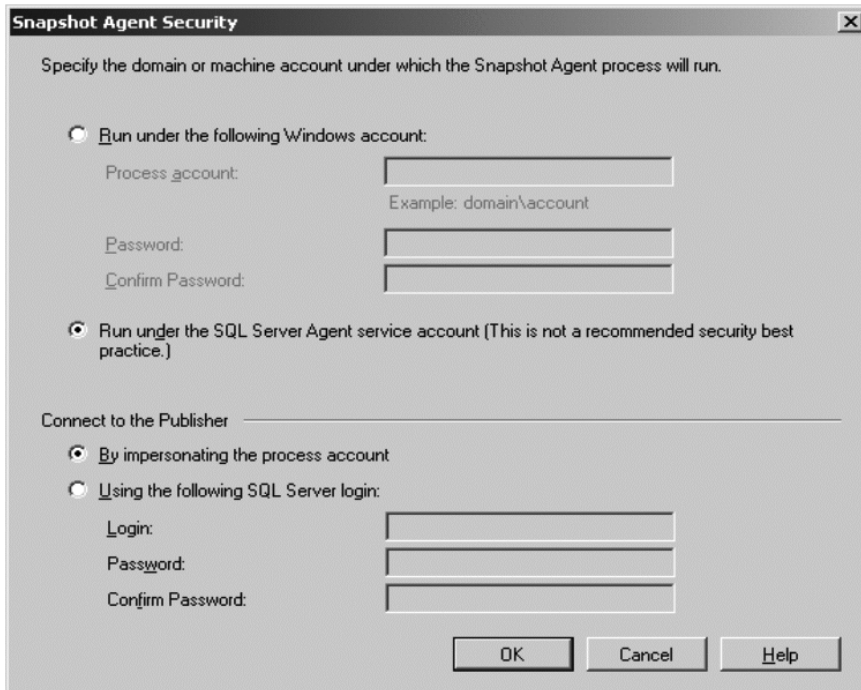 Snapshot Agent Security
Specify the domain or machine account under which the Snapshot Agent process will run.
Run under the following Windows account:
Process account:
Example: domain\account
Password:
Confirm Password:
Run under the SQL Server Agent service account (This is not a recommended security best
practice.)
Connect to the Publisher
By impersonating the process account
Using the following SQL Server login:
Login:
Password:
Confirm Password:
OK Cancel Help